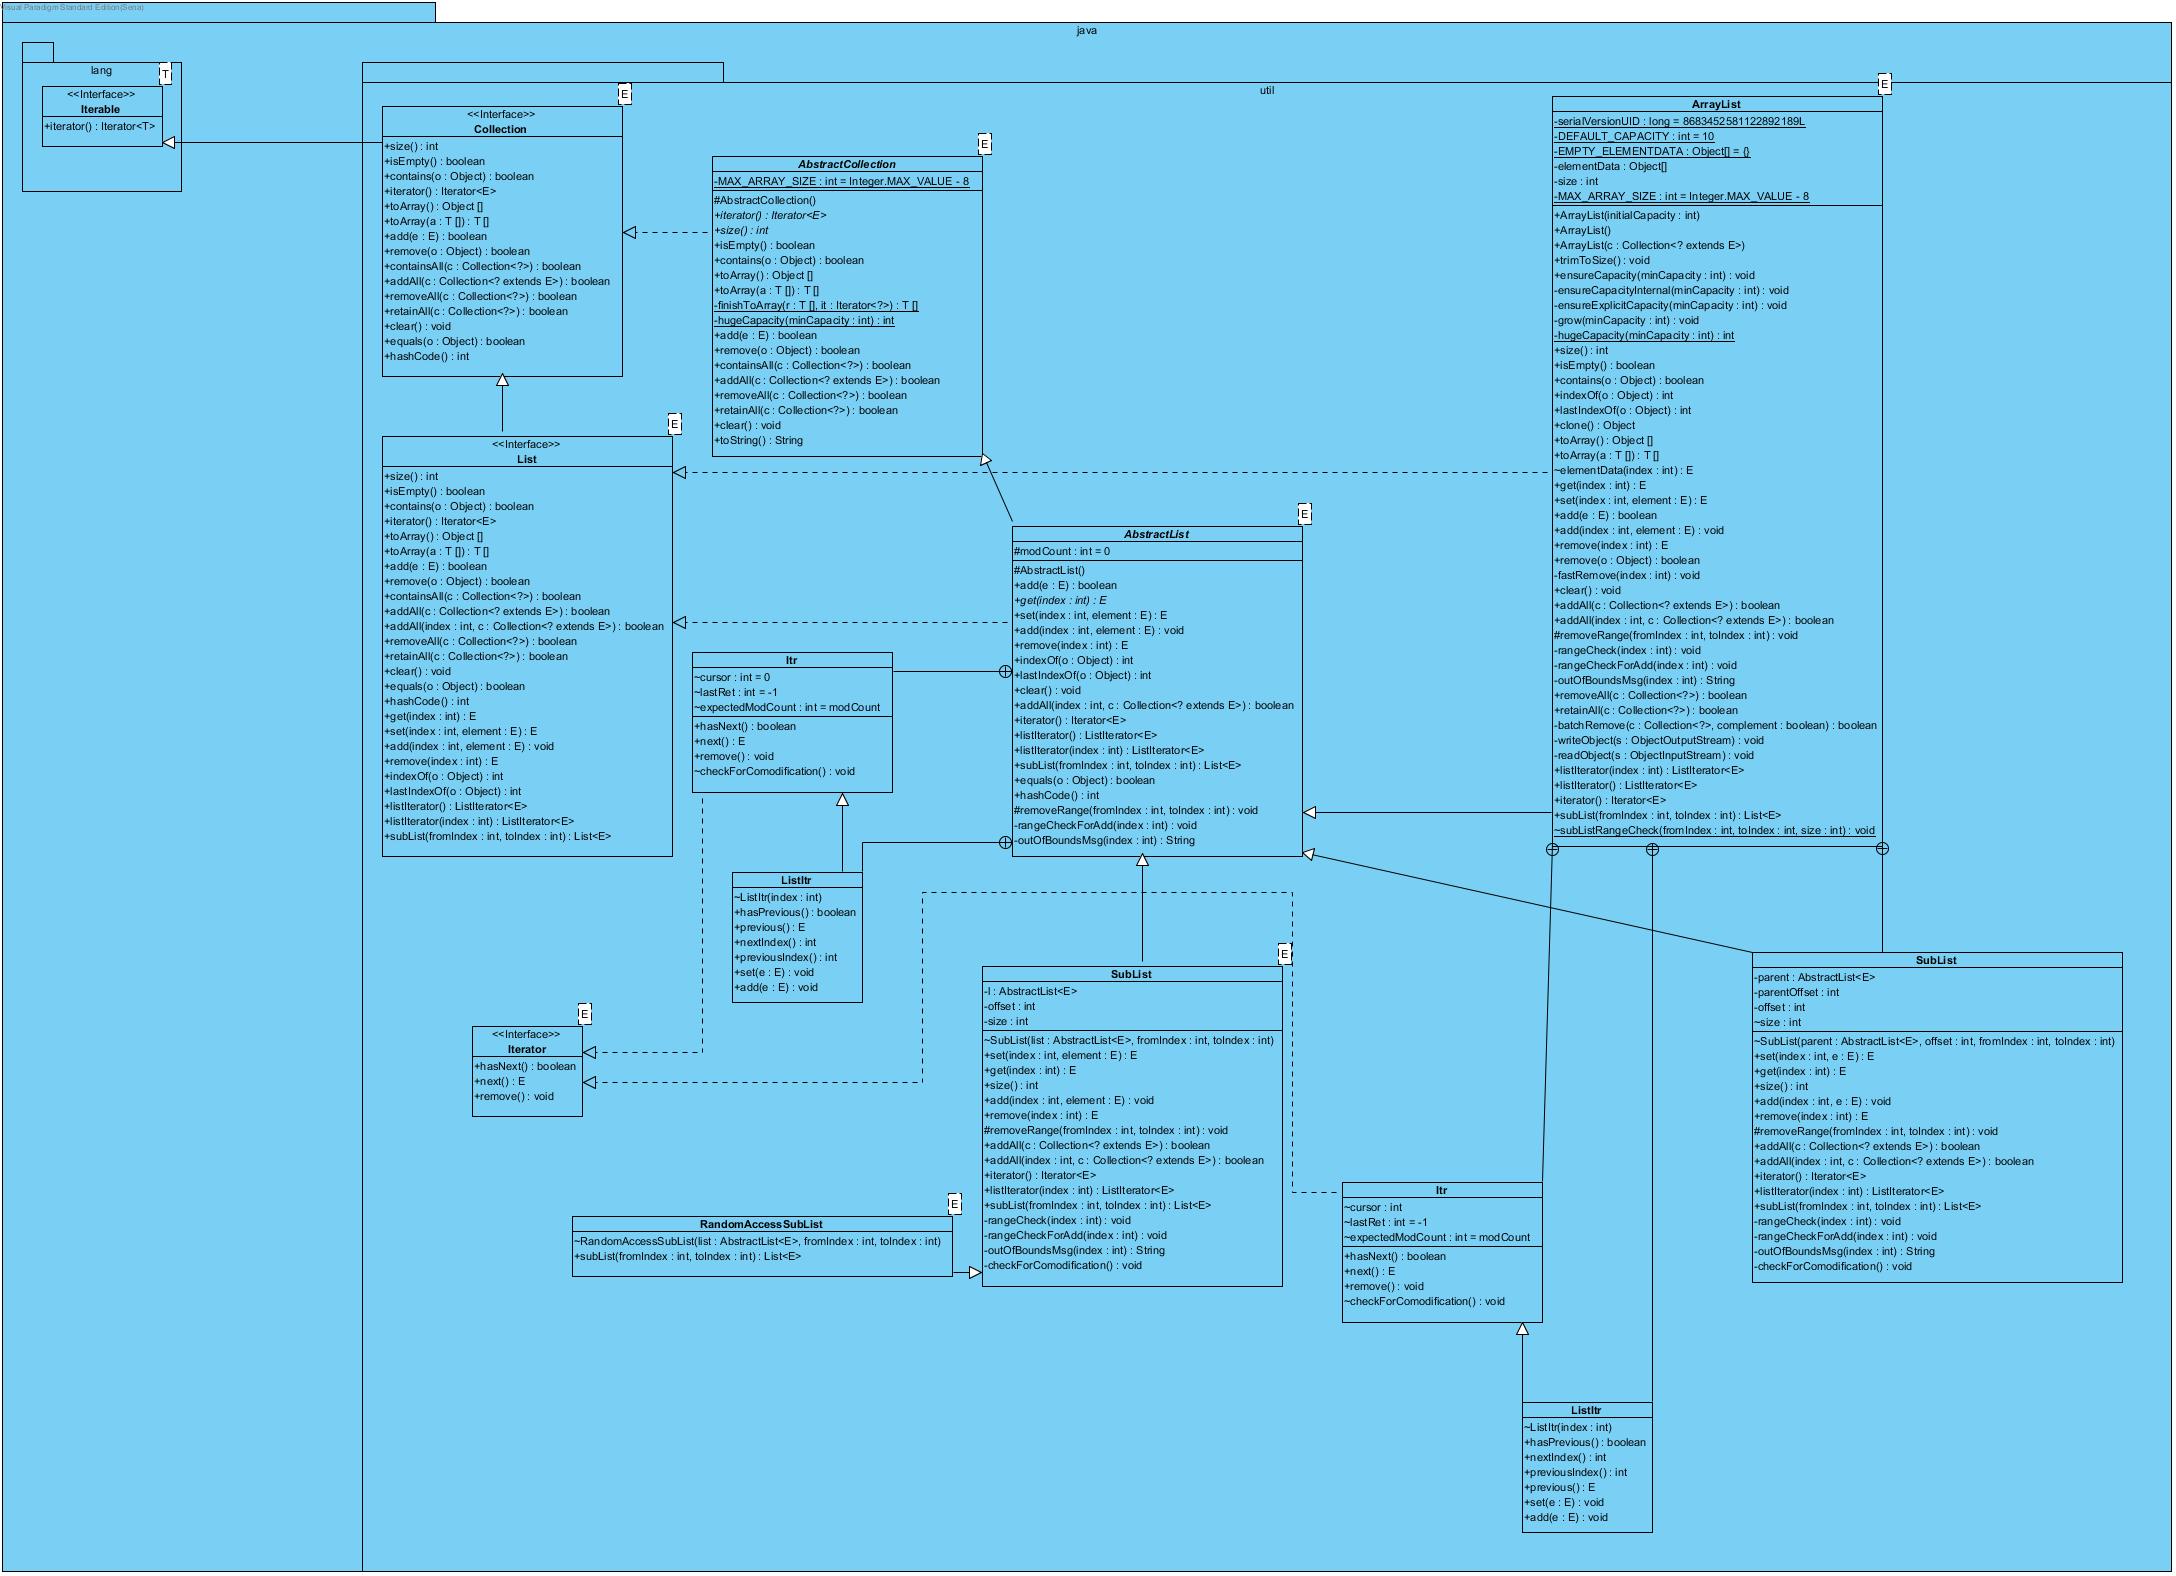 Visual Paradigm Standard Edition(Sena)
java
lang
T
<<Interface>>
Iterable
+iterator() : Iterator<T>
util
E
<<Interface>>
Collection
+size() : int
+isEmpty() : boolean
+contains(o : Object) : boolean
+iterator() : Iterator<E>
+toArray() : Object []
+toArray(a : T []) : T []
+add(e : E) : boolean
+remove(o : Object) : boolean
+containsAll(c : Collection<?>) : boolean
+addAll(c : Collection<? extends E>) : boolean
+removeAll(c : Collection<?>) : boolean
+retainAll(c : Collection<?>) : boolean
+clear() : void
+equals(o : Object) : boolean
+hashCode() : int
E
AbstractCollection
-MAX_ARRAY_SIZE : int = Integer.MAX_VALUE - 8
#AbstractCollection()
+iterator() : Iterator<E>
+size() : int
+isEmpty() : boolean
+contains(o : Object) : boolean
+toArray() : Object []
+toArray(a : T []) : T []
-finishToArray(r : T [], it : Iterator<?>) : T []
-hugeCapacity(minCapacity : int) : int
+add(e : E) : boolean
+remove(o : Object) : boolean
+containsAll(c : Collection<?>) : boolean
+addAll(c : Collection<? extends E>) : boolean
+removeAll(c : Collection<?>) : boolean
+retainAll(c : Collection<?>) : boolean
+clear() : void
+toString() : String
E
ArrayList
-serialVersionUID : long = 8683452581122892189L
-DEFAULT_CAPACITY : int = 10
-EMPTY_ELEMENTDATA : Object[] = {}
-elementData : Object[]
-size : int
-MAX_ARRAY_SIZE : int = Integer.MAX_VALUE - 8
+ArrayList(initialCapacity : int)
+ArrayList()
+ArrayList(c : Collection<? extends E>)
+trimToSize() : void
+ensureCapacity(minCapacity : int) : void
-ensureCapacityInternal(minCapacity : int) : void
-ensureExplicitCapacity(minCapacity : int) : void
-grow(minCapacity : int) : void
-hugeCapacity(minCapacity : int) : int
+size() : int
+isEmpty() : boolean
+contains(o : Object) : boolean
+indexOf(o : Object) : int
+lastIndexOf(o : Object) : int
+clone() : Object
+toArray() : Object []
+toArray(a : T []) : T []
~elementData(index : int) : E
+get(index : int) : E
+set(index : int, element : E) : E
+add(e : E) : boolean
+add(index : int, element : E) : void
+remove(index : int) : E
+remove(o : Object) : boolean
-fastRemove(index : int) : void
+clear() : void
+addAll(c : Collection<? extends E>) : boolean
+addAll(index : int, c : Collection<? extends E>) : boolean
#removeRange(fromIndex : int, toIndex : int) : void
-rangeCheck(index : int) : void
-rangeCheckForAdd(index : int) : void
-outOfBoundsMsg(index : int) : String
+removeAll(c : Collection<?>) : boolean
+retainAll(c : Collection<?>) : boolean
-batchRemove(c : Collection<?>, complement : boolean) : boolean
-writeObject(s : ObjectOutputStream) : void
-readObject(s : ObjectInputStream) : void
+listIterator(index : int) : ListIterator<E>
+listIterator() : ListIterator<E>
+iterator() : Iterator<E>
+subList(fromIndex : int, toIndex : int) : List<E>
~subListRangeCheck(fromIndex : int, toIndex : int, size : int) : void
E
<<Interface>>
List
+size() : int
+isEmpty() : boolean
+contains(o : Object) : boolean
+iterator() : Iterator<E>
+toArray() : Object []
+toArray(a : T []) : T []
+add(e : E) : boolean
+remove(o : Object) : boolean
+containsAll(c : Collection<?>) : boolean
+addAll(c : Collection<? extends E>) : boolean
+addAll(index : int, c : Collection<? extends E>) : boolean
+removeAll(c : Collection<?>) : boolean
+retainAll(c : Collection<?>) : boolean
+clear() : void
+equals(o : Object) : boolean
+hashCode() : int
+get(index : int) : E
+set(index : int, element : E) : E
+add(index : int, element : E) : void
+remove(index : int) : E
+indexOf(o : Object) : int
+lastIndexOf(o : Object) : int
+listIterator() : ListIterator<E>
+listIterator(index : int) : ListIterator<E>
+subList(fromIndex : int, toIndex : int) : List<E>
E
AbstractList
#modCount : int = 0
#AbstractList()
+add(e : E) : boolean
+get(index : int) : E
+set(index : int, element : E) : E
+add(index : int, element : E) : void
+remove(index : int) : E
+indexOf(o : Object) : int
+lastIndexOf(o : Object) : int
+clear() : void
+addAll(index : int, c : Collection<? extends E>) : boolean
+iterator() : Iterator<E>
+listIterator() : ListIterator<E>
+listIterator(index : int) : ListIterator<E>
+subList(fromIndex : int, toIndex : int) : List<E>
+equals(o : Object) : boolean
+hashCode() : int
#removeRange(fromIndex : int, toIndex : int) : void
-rangeCheckForAdd(index : int) : void
-outOfBoundsMsg(index : int) : String
Itr
~cursor : int = 0
~lastRet : int = -1
~expectedModCount : int = modCount
+hasNext() : boolean
+next() : E
+remove() : void
~checkForComodification() : void
ListItr
~ListItr(index : int)
+hasPrevious() : boolean
+previous() : E
+nextIndex() : int
+previousIndex() : int
+set(e : E) : void
+add(e : E) : void
E
<<Interface>>
Iterator
+hasNext() : boolean
+next() : E
+remove() : void
E
SubList
-l : AbstractList<E>
-offset : int
-size : int
~SubList(list : AbstractList<E>, fromIndex : int, toIndex : int)
+set(index : int, element : E) : E
+get(index : int) : E
+size() : int
+add(index : int, element : E) : void
+remove(index : int) : E
#removeRange(fromIndex : int, toIndex : int) : void
+addAll(c : Collection<? extends E>) : boolean
+addAll(index : int, c : Collection<? extends E>) : boolean
+iterator() : Iterator<E>
+listIterator(index : int) : ListIterator<E>
+subList(fromIndex : int, toIndex : int) : List<E>
-rangeCheck(index : int) : void
-rangeCheckForAdd(index : int) : void
-outOfBoundsMsg(index : int) : String
-checkForComodification() : void
SubList
-parent : AbstractList<E>
-parentOffset : int
-offset : int
~size : int
~SubList(parent : AbstractList<E>, offset : int, fromIndex : int, toIndex : int)
+set(index : int, e : E) : E
+get(index : int) : E
+size() : int
+add(index : int, e : E) : void
+remove(index : int) : E
#removeRange(fromIndex : int, toIndex : int) : void
+addAll(c : Collection<? extends E>) : boolean
+addAll(index : int, c : Collection<? extends E>) : boolean
+iterator() : Iterator<E>
+listIterator(index : int) : ListIterator<E>
+subList(fromIndex : int, toIndex : int) : List<E>
-rangeCheck(index : int) : void
-rangeCheckForAdd(index : int) : void
-outOfBoundsMsg(index : int) : String
-checkForComodification() : void
E
RandomAccessSubList
~RandomAccessSubList(list : AbstractList<E>, fromIndex : int, toIndex : int)
+subList(fromIndex : int, toIndex : int) : List<E>
Itr
~cursor : int
~lastRet : int = -1
~expectedModCount : int = modCount
+hasNext() : boolean
+next() : E
+remove() : void
~checkForComodification() : void
ListItr
~ListItr(index : int)
+hasPrevious() : boolean
+nextIndex() : int
+previousIndex() : int
+previous() : E
+set(e : E) : void
+add(e : E) : void